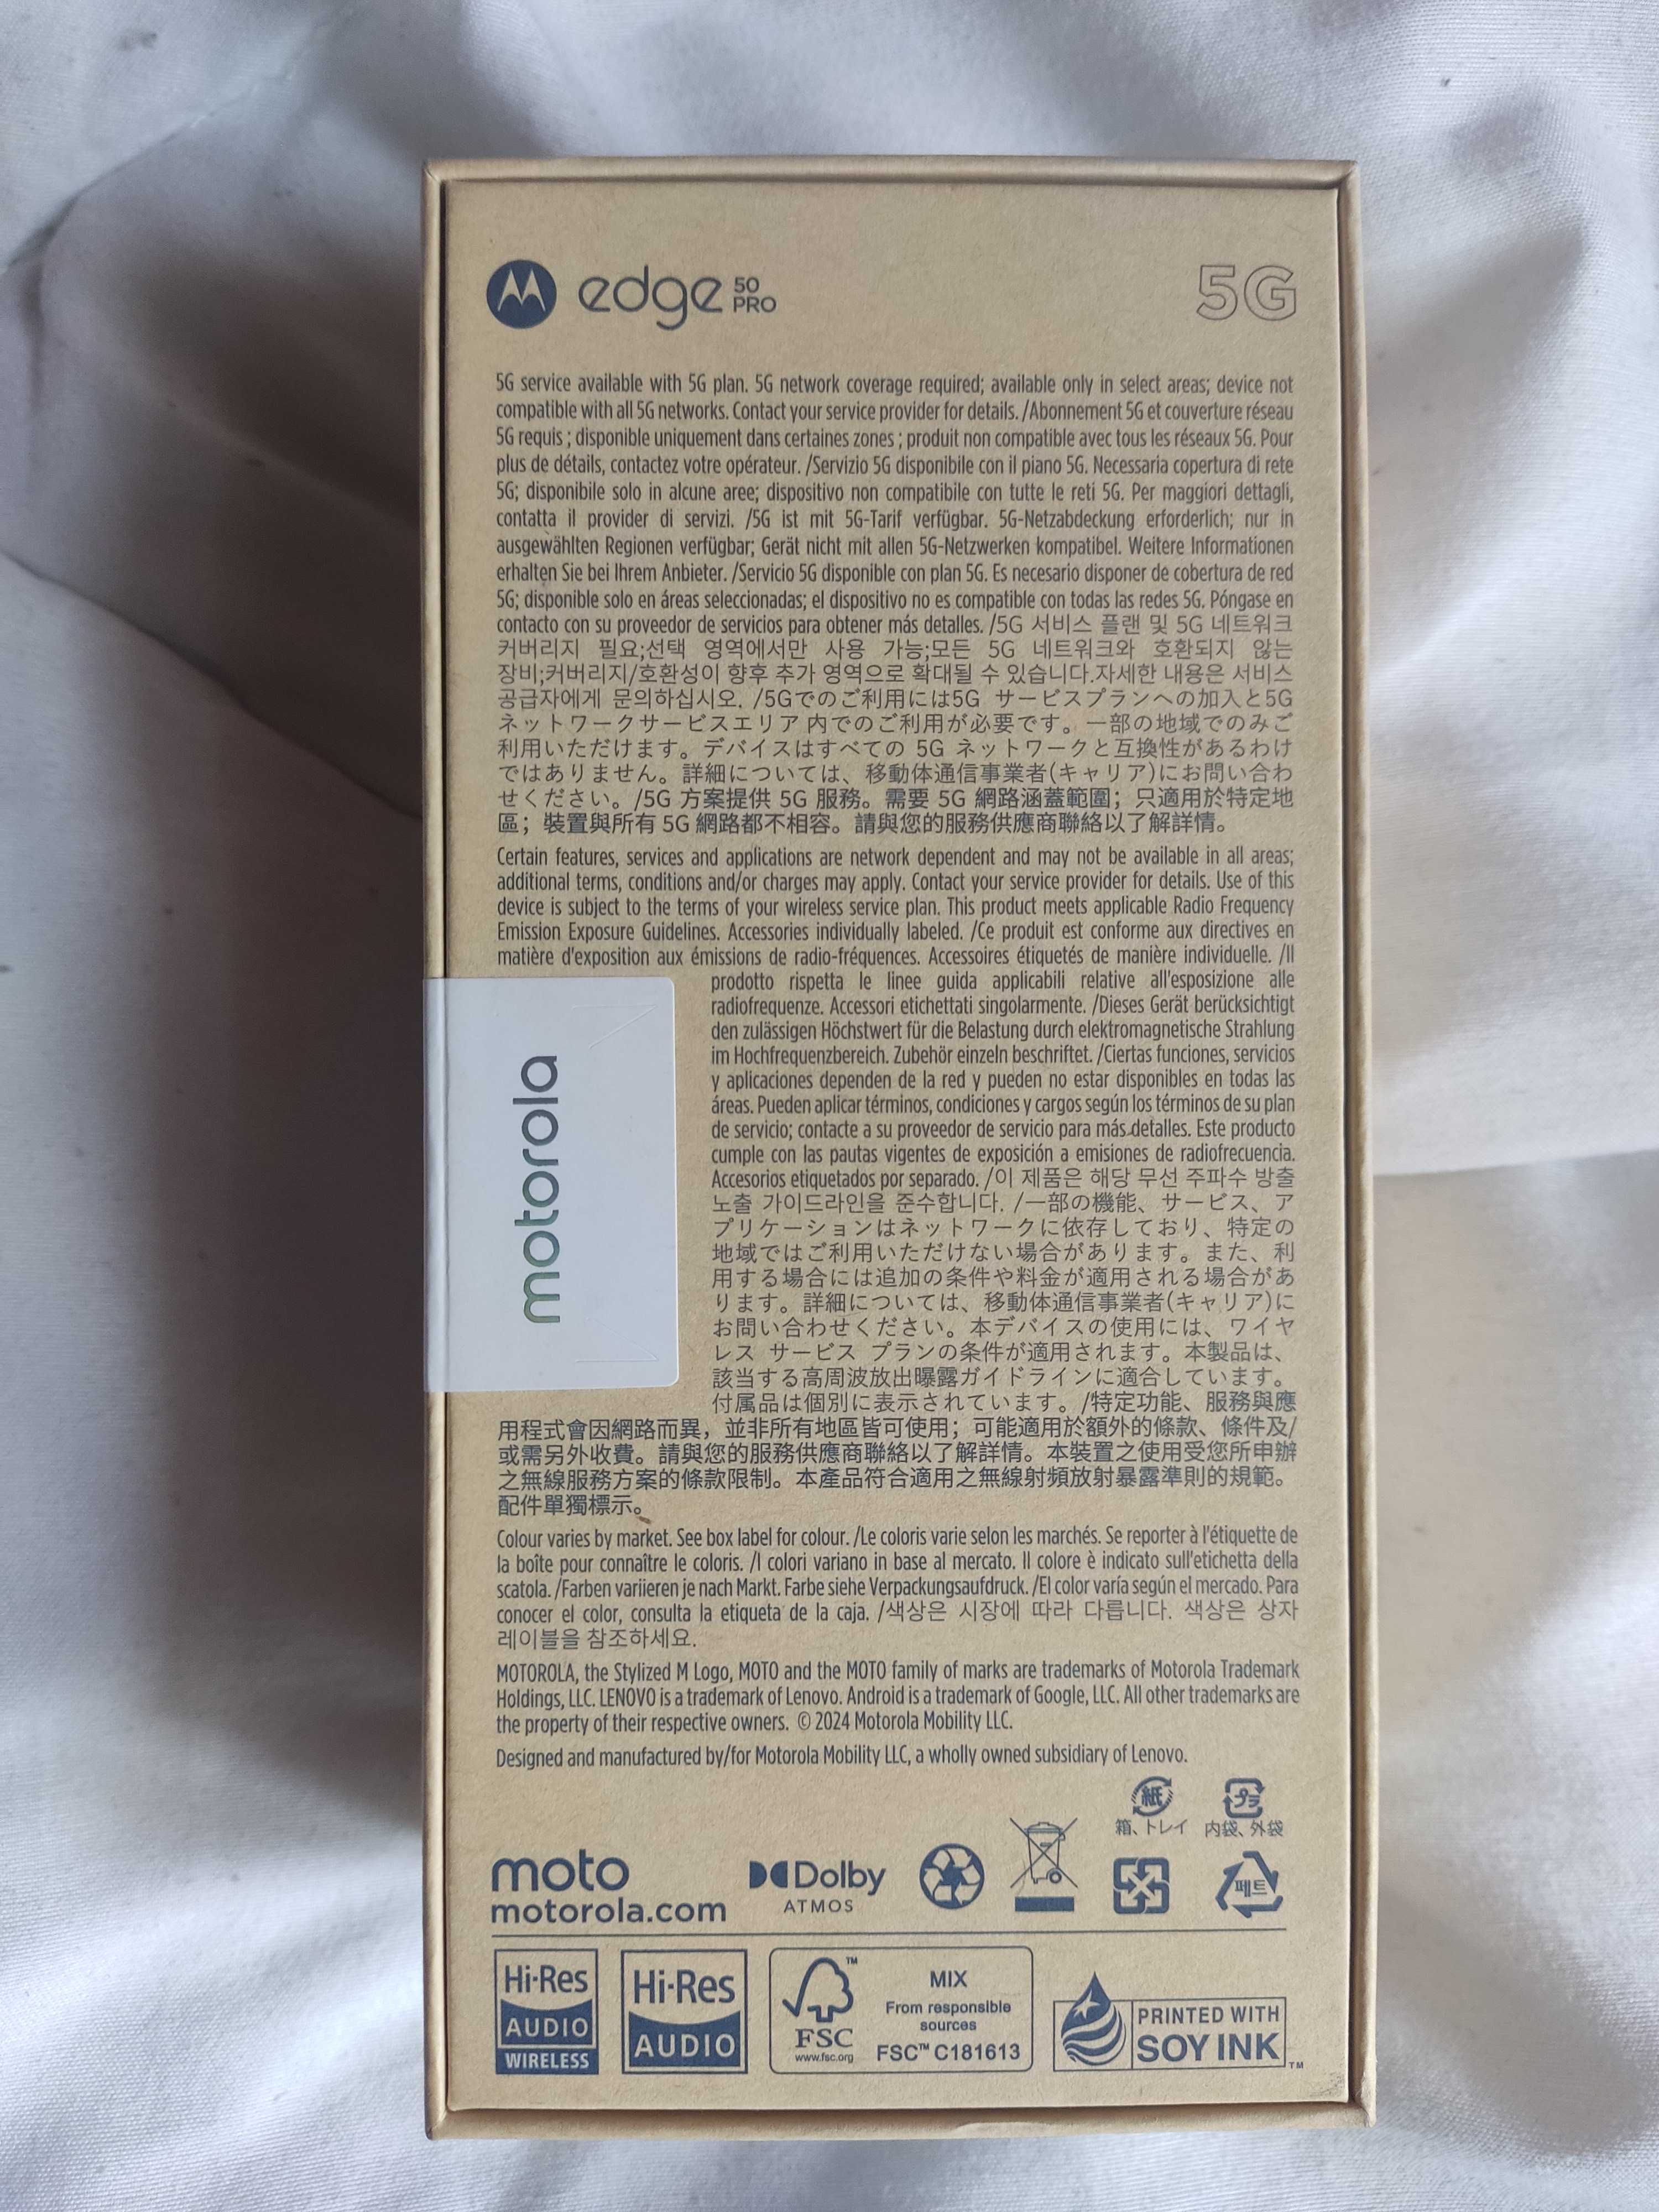 edge 50 PRO
5G
5G service available with 5G plan. 5G network coverage required; available only in select areas; device not
compatible with all 5G networks. Contact your service provider for details. /Abonnement 5G et couverture réseau
5G requis ; disponible uniquement dans certaines zones ; produit non compatible avec tous les réseaux 5G. Pour
plus de détails, contactez votre opérateur. /Servizio 5G disponibile con il piano 5G. Necessaria copertura di rete
5G; disponibile solo in alcune aree; dispositivo non compatibile con tutte le reti 5G. Per maggiori dettagli,
contatta il provider di servizi. /5G ist mit 5G-Tarif verfügbar. 5G-Netzabdeckung erforderlich; nur in
ausgewählten Regionen verfügbar; Gerät nicht mit allen 5G-Netzwerken kompatibel. Weitere Informationen
erhalten Sie bei Ihrem Anbieter. /Servicio 5G disponible con plan 5G. Es necesario disponer de cobertura de red
5G; disponible solo en áreas seleccionadas; el dispositivo no es compatible con todas las redes 5G. Póngase en
contacto con su proveedor de servicios para obtener más detalles. /5G 서비스 플랜 및 5G 네트워크
커버리지 필요;선택 영역에서만 사용 가능;모든 5G 네트워크와 호환되지 않는
장비;커버리지/호환성이 향후 추가 영역으로 확대될 수 있습니다.자세한 내용은 서비스
공급자에게 문의하십시오. /5Gでのご利用には5G サービスプランへの加入と5G
ネットワークサービスエリア内でのご利用が必要です。一部の地域でのみご
利用いただけます。デバイスはすべての 5G ネットワークと互換性があるわけ
ではありません。詳細については、移動体通信事業者(キャリア)にお問い合わ
せください。/5G 方案提供 5G 服務。需要 5G 網路涵蓋範圍；只適用於特定地
區；裝置與所有 5G 網路都不相容。請與您的服務供應商聯絡以了解詳情。
Certain features, services and applications are network dependent and may not be available in all areas;
additional terms, conditions and/or charges may apply. Contact your service provider for details. Use of this
device is subject to the terms of your wireless service plan. This product meets applicable Radio Frequency
Emission Exposure Guidelines. Accessories individually labeled. /Ce produit est conforme aux directives en
matière d'exposition aux émissions de radio-fréquences. Accessoires étiquetés de manière individuelle. /Il
prodotto rispetta le linee guida applicabili relative all'esposizione alle
radiofrequenze. Accessori etichettati singolarmente. /Dieses Gerät berücksichtigt
den zulässigen Höchstwert für die Belastung durch elektromagnetische Strahlung
im Hochfrequenzbereich. Zubehör einzeln beschriftet. /Ciertas funciones, servicios
y aplicaciones dependen de la red y pueden no estar disponibles en todas las
áreas. Pueden aplicar términos, condiciones y cargos según los términos de su plan
de servicio; contacte a su proveedor de servicio para más detalles. Este producto
cumple con las pautas vigentes de exposición a emisiones de radiofrecuencia.
Accesorios etiquetados por separado. /이 제품은 해당 무선 주파수 방출
노출 가이드라인을 준수합니다. /一部の機能、サービス、ア
プリケーションはネットワークに依存しており、特定の
地域ではご利用いただけない場合があります。また、利
用する場合には追加の条件や料金が適用される場合があ
ります。詳細については、移動体通信事業者(キャリア)に
お問い合わせください。本デバイスの使用には、ワイヤ
レス サービス プランの条件が適用されます。本製品は、
該当する高周波放出曝露ガイドラインに適合しています。
付属品は個別に表示されています。/特定功能、服務與應
用程式會因網路而異，並非所有地區皆可使用；可能適用於額外的條款、條件及/
或需另外收費。請與您的服務供應商聯絡以了解詳情。本裝置之使用受您所申辦
之無線服務方案的條款限制。本產品符合適用之無線射頻放射暴露準則的規範。
配件單獨標示。
motorola
Colour varies by market. See box label for colour. /Le coloris varie selon les marchés. Se reporter à l'étiquette de
la boîte pour connaître le coloris. /I colori variano in base al mercato. Il colore è indicato sull'etichetta della
scatola. /Farben variieren je nach Markt. Farbe siehe Verpackungsaufdruck. /El color varía según el mercado. Para
conocer el color, consulta la etiqueta de la caja. /색상은 시장에 따라 다릅니다. 색상은 상자
레이블을 참조하세요.
MOTOROLA, the Stylized M Logo, MOTO and the MOTO family of marks are trademarks of Motorola Trademark
Holdings, LLC. LENOVO is a trademark of Lenovo. Android is a trademark of Google, LLC. All other trademarks are
the property of their respective owners. © 2024 Motorola Mobility LLC.
Designed and manufactured by/for Motorola Mobility LLC, a wholly owned subsidiary of Lenovo.
紙 プラ
箱、トレイ 内袋、外袋
moto
motorola.com
Dolby
ATMOS
페트
Hi-Res
AUDIO
WIRELESS
Hi-Res
AUDIO
FSC
www.fsc.org
™
MIX
From responsible
sources
FSC™ C181613
PRINTED WITH
SOY INK™